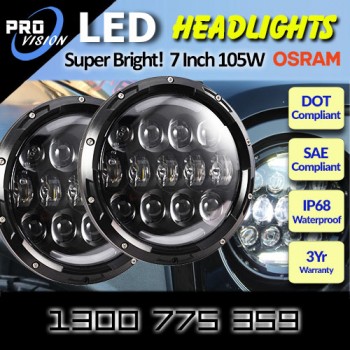 PRO
VISION
LED HEADLIGHTS
Super Bright! 7 Inch 105W OSRAM
DOT
Compliant
SAE
Compliant
IP68
Waterproof
3Yr
Warranty
1300 775 359